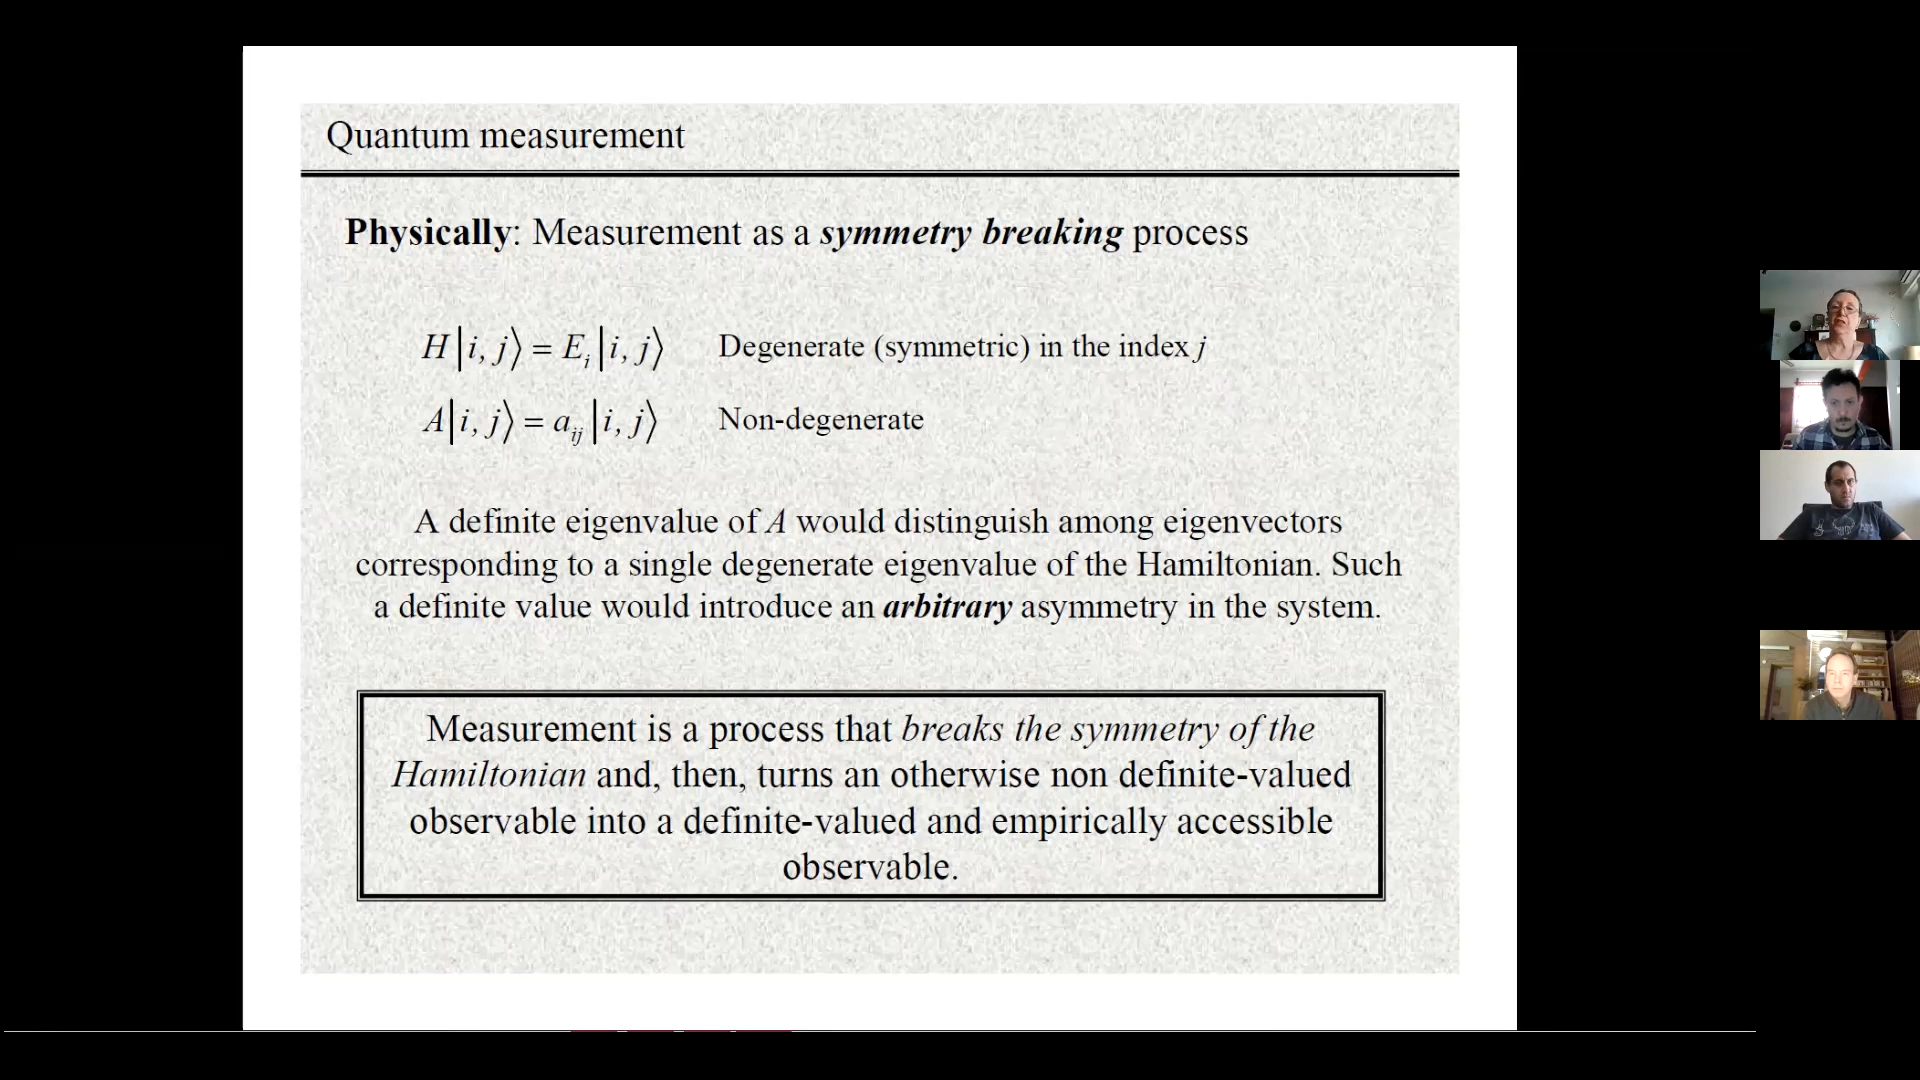 Quantum measurement
Physically: Measurement as a symmetry breaking process
H|i, j⟩ = E_i|i, j⟩ Degenerate (symmetric) in the index j
A|i, j⟩ = a_ij|i, j⟩ Non-degenerate
A definite eigenvalue of A would distinguish among eigenvectors
corresponding to a single degenerate eigenvalue of the Hamiltonian. Such
a definite value would introduce an arbitrary asymmetry in the system.
Measurement is a process that breaks the symmetry of the
Hamiltonian and, then, turns an otherwise non definite-valued
observable into a definite-valued and empirically accessible
observable.